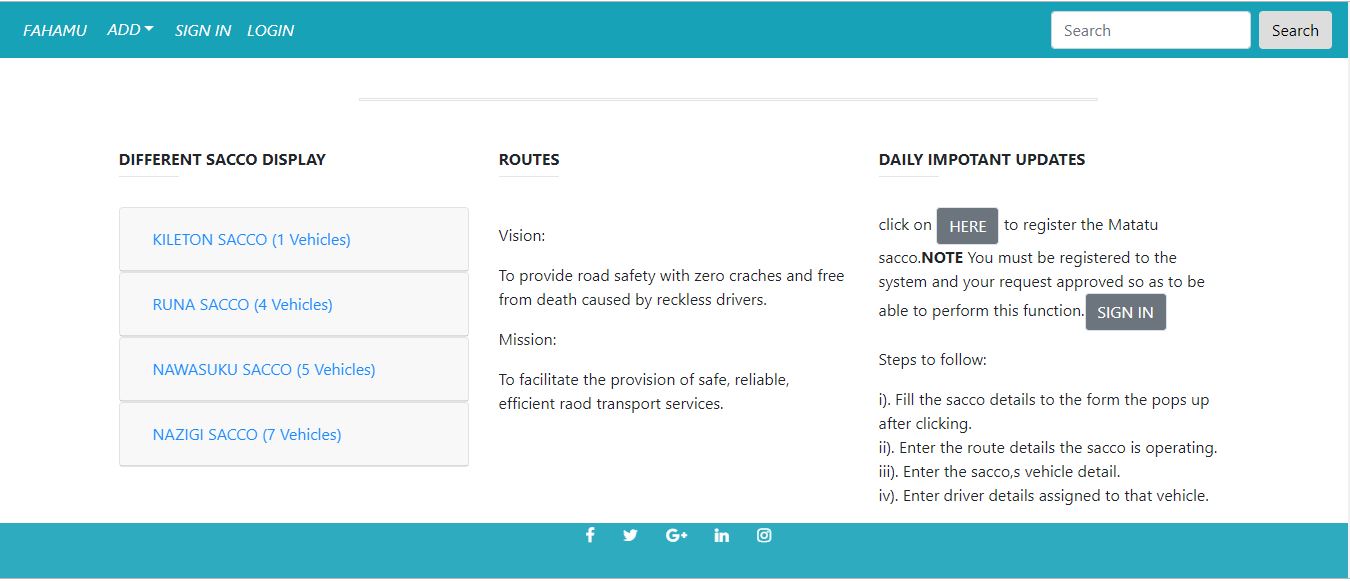 FAHAMU ADD SIGN IN LOGIN Search Search
DIFFERENT SACCO DISPLAY
KILETON SACCO (1 Vehicles)
RUNA SACCO (4 Vehicles)
NAWASUKU SACCO (5 Vehicles)
NAZIGI SACCO (7 Vehicles)
ROUTES
Vision:
To provide road safety with zero craches and free
from death caused by reckless drivers.
Mission:
To facilitate the provision of safe, reliable,
efficient raod transport services.
DAILY IMPOTANT UPDATES
click on HERE to register the Matatu
sacco.NOTE You must be registered to the
system and your request approved so as to be
able to perform this function. SIGN IN
Steps to follow:
i). Fill the sacco details to the form the pops up
after clicking.
ii). Enter the route details the sacco is operating.
iii). Enter the sacco,s vehicle detail.
iv). Enter driver details assigned to that vehicle.